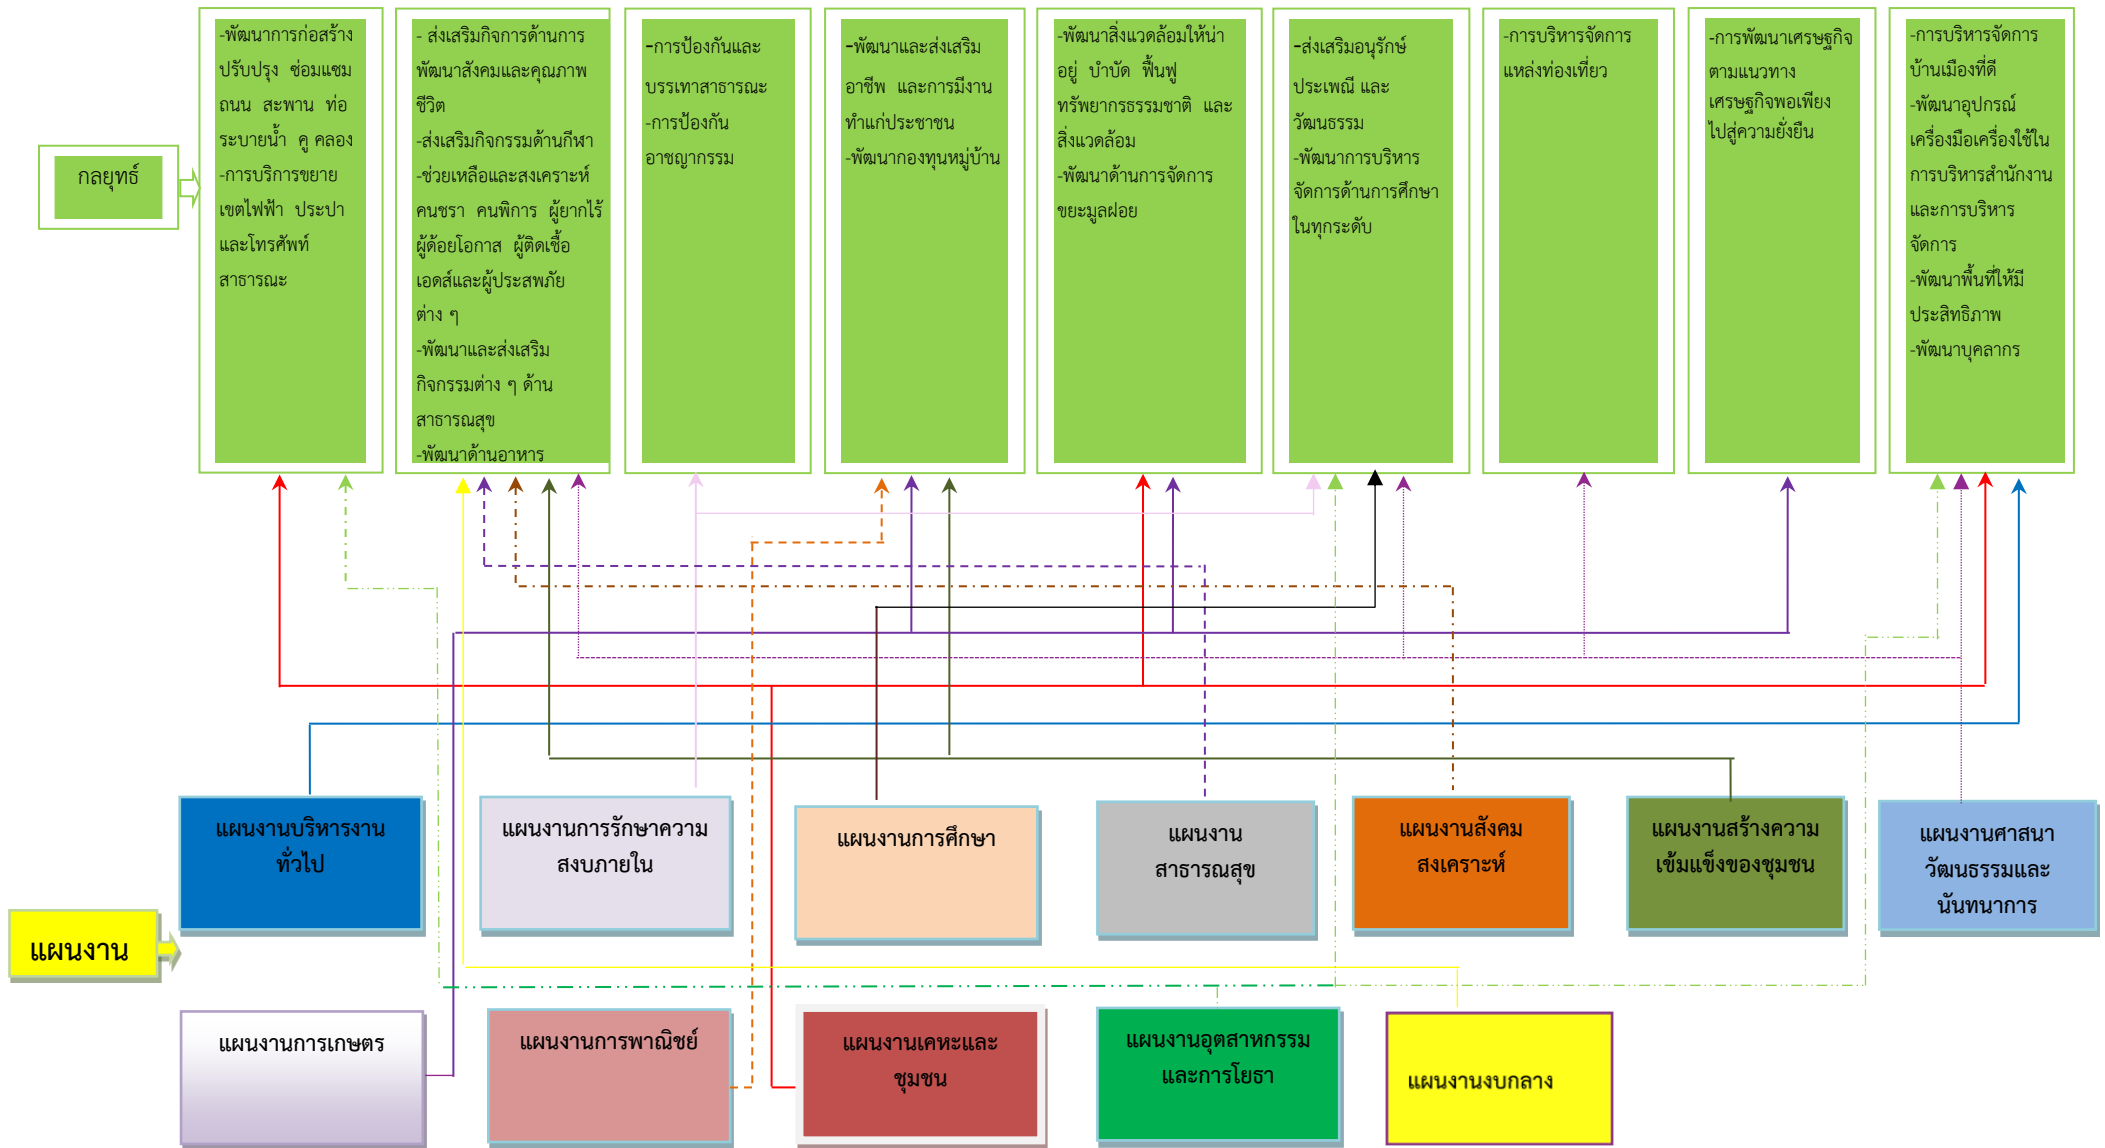 กลยุทธ์
-พัฒนาการก่อสร้าง
ปรับปรุง ซ่อมแซม
ถนน สะพาน ท่อ
ระบายน้ำ คู คลอง
-การบริการขยาย
เขตไฟฟ้า ประปา
และโทรศัพท์
สาธารณะ
- ส่งเสริมกิจการด้านการ
พัฒนาสังคมและคุณภาพ
ชีวิต
-ส่งเสริมกิจกรรมด้านกีฬา
-ช่วยเหลือและสงเคราะห์
คนชรา คนพิการ ผู้ยากไร้
ผู้ด้อยโอกาส ผู้ติดเชื้อ
เอดส์และผู้ประสพภัย
ต่าง ๆ
-พัฒนาและส่งเสริม
กิจกรรมต่าง ๆ ด้าน
สาธารณสุข
-พัฒนาด้านอาหาร
-การป้องกันและ
บรรเทาสาธารณะ
-การป้องกัน
อาชญากรรม
-พัฒนาและส่งเสริม
อาชีพ และการมีงาน
ทำแก่ประชาชน
-พัฒนากองทุนหมู่บ้าน
-พัฒนาสิ่งแวดล้อมให้น่า
อยู่ บำบัด ฟื้นฟู
ทรัพยากรธรรมชาติ และ
สิ่งแวดล้อม
-พัฒนาด้านการจัดการ
ขยะมูลฝอย
-ส่งเสริมอนุรักษ์
ประเพณี และ
วัฒนธรรม
-พัฒนาการบริหาร
จัดการด้านการศึกษา
ในทุกระดับ
-การบริหารจัดการ
แหล่งท่องเที่ยว
-การพัฒนาเศรษฐกิจ
ตามแนวทาง
เศรษฐกิจพอเพียง
ไปสู่ความยั่งยืน
-การบริหารจัดการ
บ้านเมืองที่ดี
-พัฒนาอุปกรณ์
เครื่องมือเครื่องใช้ใน
การบริหารสำนักงาน
และการบริหาร
จัดการ
-พัฒนาพื้นที่ให้มี
ประสิทธิภาพ
-พัฒนาบุคลากร
แผนงาน
แผนงานบริหารงาน
ทั่วไป
แผนงานการรักษาความ
สงบภายใน
แผนงานการศึกษา
แผนงาน
สาธารณสุข
แผนงานสังคม
สงเคราะห์
แผนงานสร้างความ
เข้มแข็งของชุมชน
แผนงานศาสนา
วัฒนธรรมและ
นันทนาการ
แผนงานการเกษตร
แผนงานการพาณิชย์
แผนงานเคหะและ
ชุมชน
แผนงานอุตสาหกรรม
และการโยธา
แผนงานงบกลาง